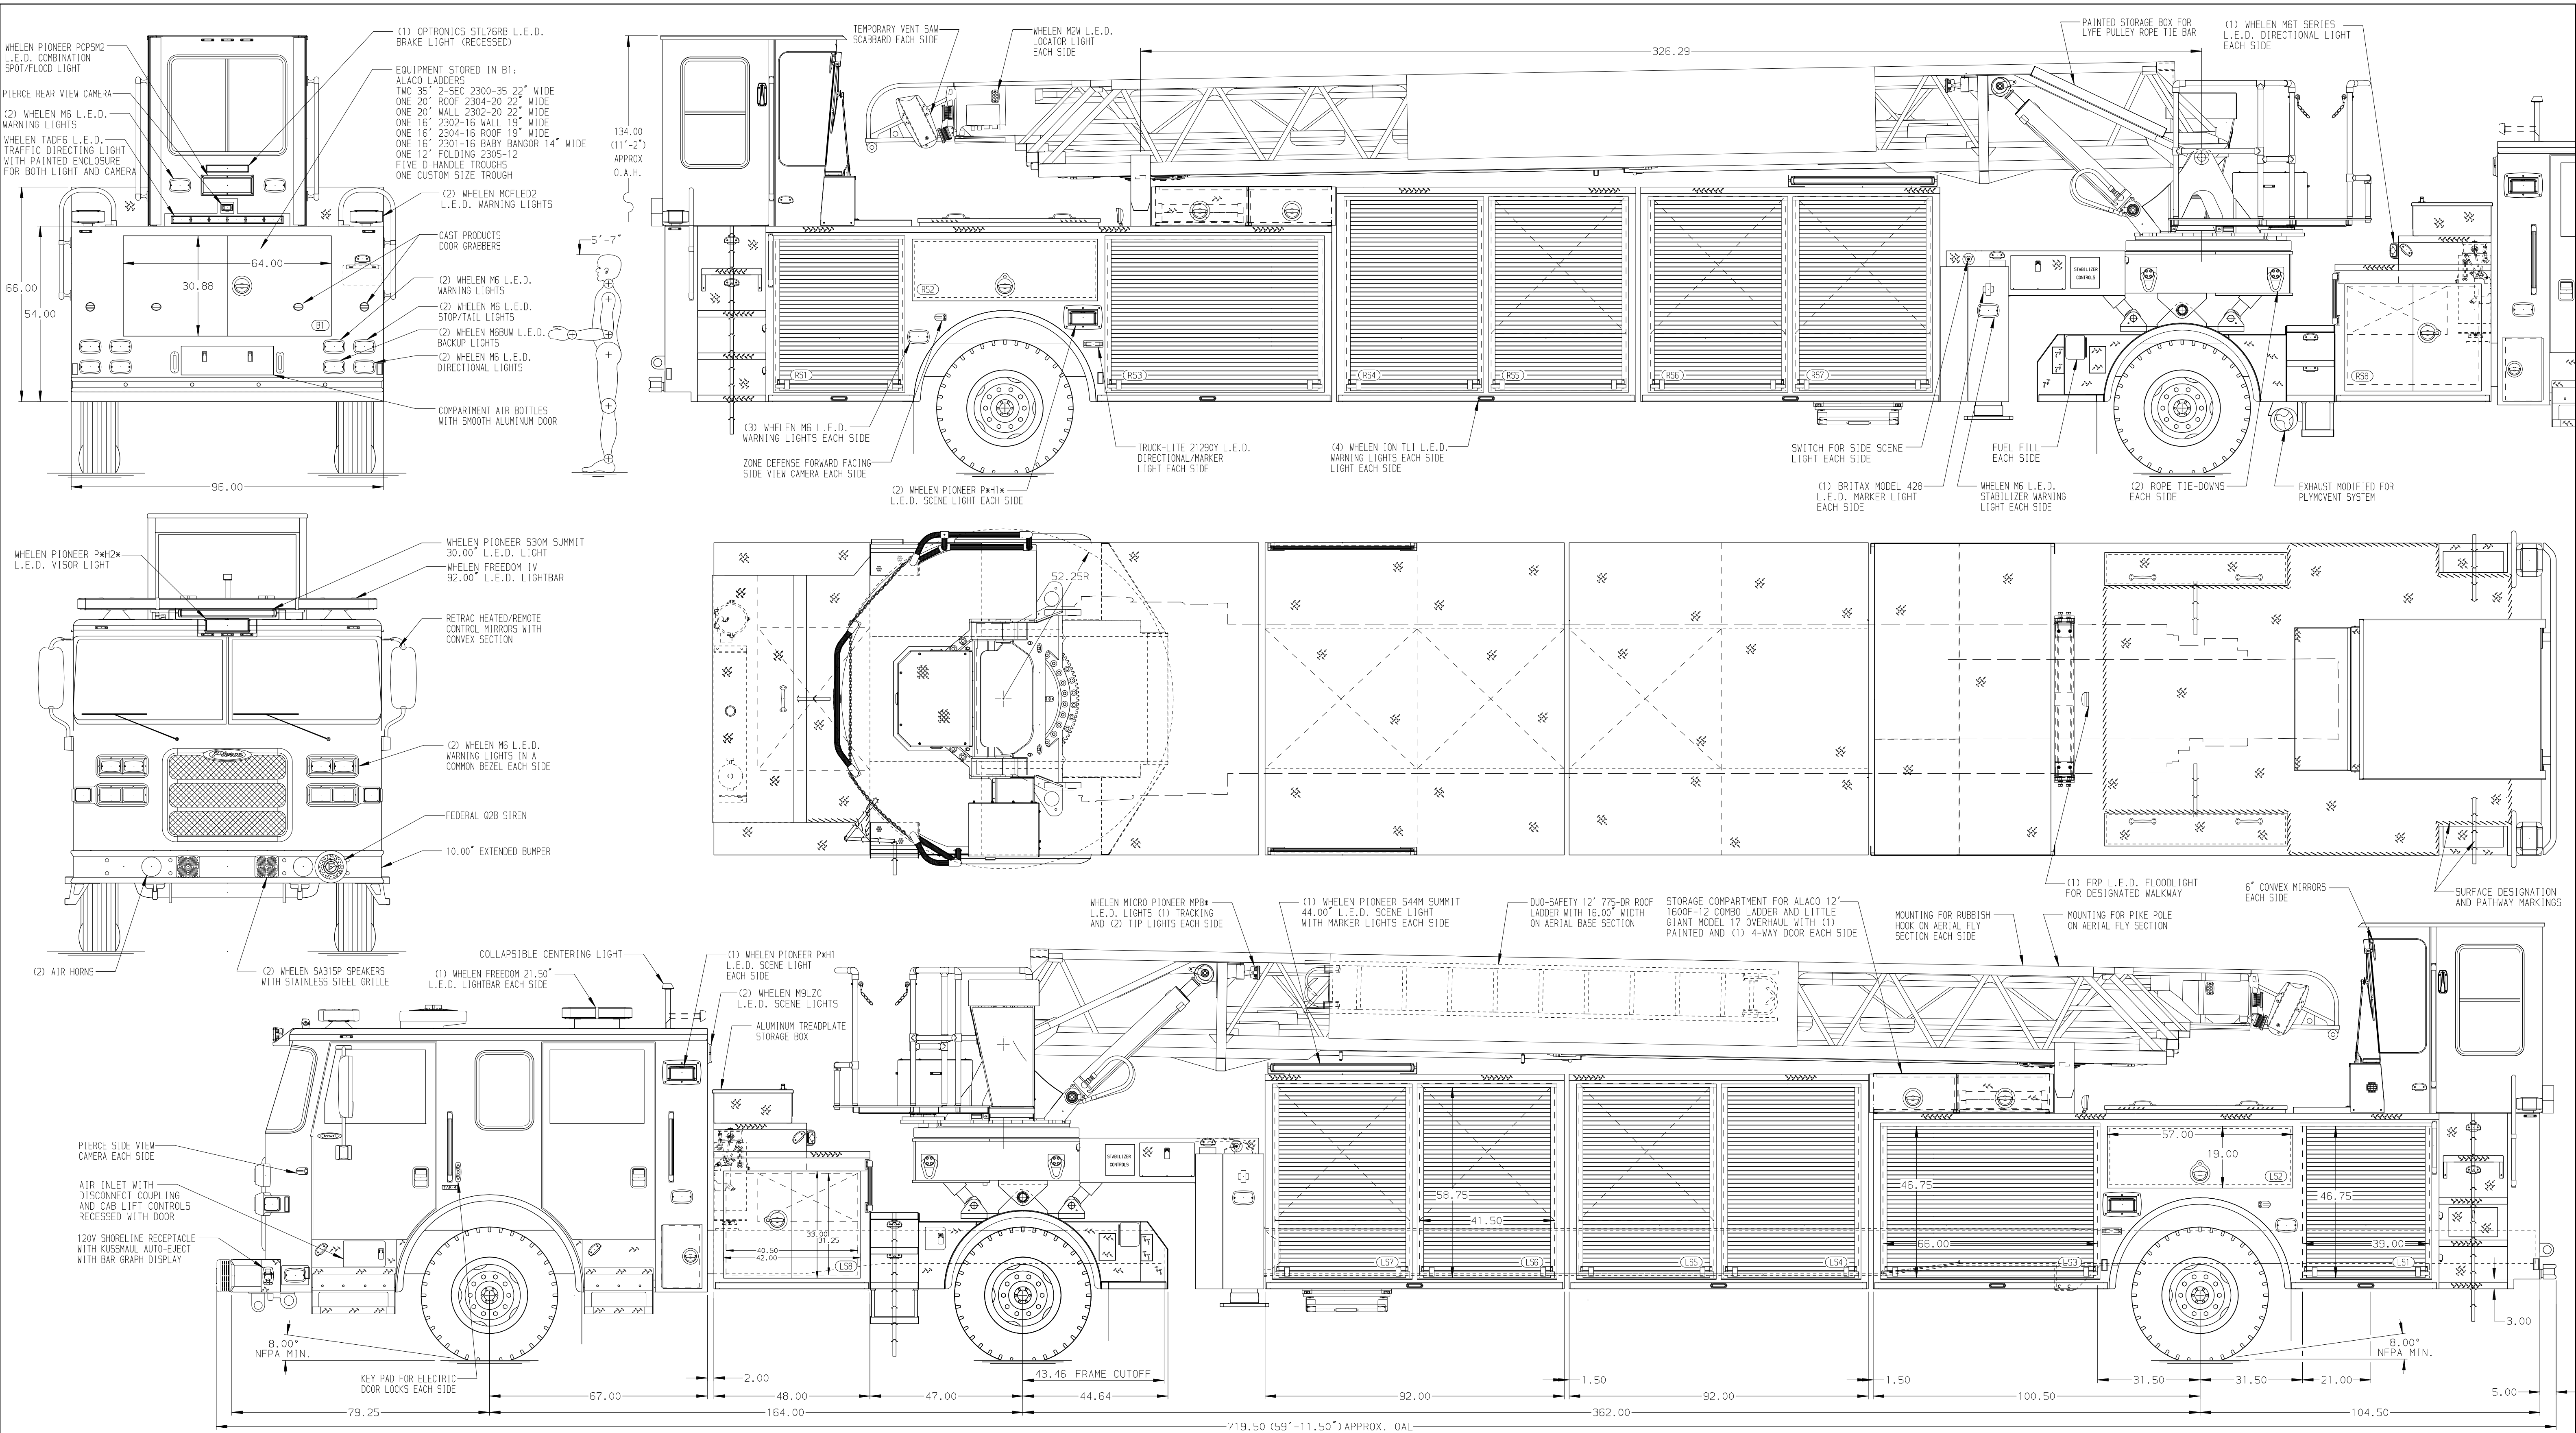 WHELEN PIONEER PCPSM2
L.E.D. COMBINATION
SPOT/FLOOD LIGHT
PIERCE REAR VIEW CAMERA
(2) WHELEN M6 L.E.D.
WARNING LIGHTS
WHELEN TADF6 L.E.D.
TRAFFIC DIRECTING LIGHT
WITH PAINTED ENCLOSURE
FOR BOTH LIGHT AND CAMERA
(1) OPTRONICS STL76RB L.E.D.
BRAKE LIGHT (RECESSED)
EQUIPMENT STORED IN B1:
ALACO LADDERS
TWO 35' 2-SEC 2300-35 22" WIDE
ONE 20' ROOF 2304-20 22" WIDE
ONE 20' WALL 2302-20 22" WIDE
ONE 16' 2302-16 WALL 19" WIDE
ONE 16' 2304-16 ROOF 19" WIDE
ONE 16' 2301-16 BABY BANGOR 14" WIDE
ONE 12' FOLDING 2305-12
FIVE D-HANDLE TROUGHS
ONE CUSTOM SIZE TROUGH
(2) WHELEN MCFLED2
L.E.D. WARNING LIGHTS
CAST PRODUCTS
DOOR GRABBERS
(2) WHELEN M6 L.E.D.
WARNING LIGHTS
(2) WHELEN M6 L.E.D.
STOP/TAIL LIGHTS
(2) WHELEN M6BUW L.E.D.
BACKUP LIGHTS
(2) WHELEN M6 L.E.D.
DIRECTIONAL LIGHTS
COMPARTMENT AIR BOTTLES
WITH SMOOTH ALUMINUM DOOR
64.00
30.88
B1
66.00
54.00
96.00
5'-7"
134.00
(11'-2")
APPROX
O.A.H.
TEMPORARY VENT SAW
SCABBARD EACH SIDE
WHELEN M2W L.E.D.
LOCATOR LIGHT
EACH SIDE
326.29
PAINTED STORAGE BOX FOR
LYFE PULLEY ROPE TIE BAR
(1) WHELEN M6T SERIES
L.E.D. DIRECTIONAL LIGHT
EACH SIDE
RS1
RS2
RS3
RS4
RS5
RS6
RS7
RS8
STABILIZER
CONTROLS
(3) WHELEN M6 L.E.D.
WARNING LIGHTS EACH SIDE
ZONE DEFENSE FORWARD FACING
SIDE VIEW CAMERA EACH SIDE
(2) WHELEN PIONEER P*H1*
L.E.D. SCENE LIGHT EACH SIDE
TRUCK-LITE 21290Y L.E.D.
DIRECTIONAL/MARKER
LIGHT EACH SIDE
(4) WHELEN ION TLI L.E.D.
WARNING LIGHTS EACH SIDE
LIGHT EACH SIDE
SWITCH FOR SIDE SCENE
LIGHT EACH SIDE
(1) BRITAX MODEL 428
L.E.D. MARKER LIGHT
EACH SIDE
WHELEN M6 L.E.D.
STABILIZER WARNING
LIGHT EACH SIDE
FUEL FILL
EACH SIDE
(2) ROPE TIE-DOWNS
EACH SIDE
EXHAUST MODIFIED FOR
PLYMOVENT SYSTEM
WHELEN PIONEER P*H2*
L.E.D. VISOR LIGHT
WHELEN PIONEER S30M SUMMIT
30.00" L.E.D. LIGHT
WHELEN FREEDOM IV
92.00" L.E.D. LIGHTBAR
RETRAC HEATED/REMOTE
CONTROL MIRRORS WITH
CONVEX SECTION
(2) WHELEN M6 L.E.D.
WARNING LIGHTS IN A
COMMON BEZEL EACH SIDE
Pierce
FEDERAL Q2B SIREN
10.00" EXTENDED BUMPER
(2) AIR HORNS
(2) WHELEN SA315P SPEAKERS
WITH STAINLESS STEEL GRILLE
52.25R
(1) FRP L.E.D. FLOODLIGHT
FOR DESIGNATED WALKWAY
SURFACE DESIGNATION
AND PATHWAY MARKINGS
COLLAPSIBLE CENTERING LIGHT
(1) WHELEN FREEDOM 21.50"
L.E.D. LIGHTBAR EACH SIDE
(1) WHELEN PIONEER P*H1
L.E.D. SCENE LIGHT
EACH SIDE
(2) WHELEN M9LZC
L.E.D. SCENE LIGHTS
ALUMINUM TREADPLATE
STORAGE BOX
WHELEN MICRO PIONEER MPB*
L.E.D. LIGHTS (1) TRACKING
AND (2) TIP LIGHTS EACH SIDE
(1) WHELEN PIONEER S44M SUMMIT
44.00" L.E.D. SCENE LIGHT
WITH MARKER LIGHTS EACH SIDE
DUO-SAFETY 12' 775-DR ROOF
LADDER WITH 16.00" WIDTH
ON AERIAL BASE SECTION
STORAGE COMPARTMENT FOR ALACO 12'
1600F-12 COMBO LADDER AND LITTLE
GIANT MODEL 17 OVERHAUL WITH (1)
PAINTED AND (1) 4-WAY DOOR EACH SIDE
MOUNTING FOR RUBBISH
HOOK ON AERIAL FLY
SECTION EACH SIDE
MOUNTING FOR PIKE POLE
ON AERIAL FLY SECTION
6" CONVEX MIRRORS
EACH SIDE
PIERCE SIDE VIEW
CAMERA EACH SIDE
AIR INLET WITH
DISCONNECT COUPLING
AND CAB LIFT CONTROLS
RECESSED WITH DOOR
120V SHORELINE RECEPTACLE
WITH KUSSMAUL AUTO-EJECT
WITH BAR GRAPH DISPLAY
KEY PAD FOR ELECTRIC
DOOR LOCKS EACH SIDE
8.00°
NFPA MIN.
STABILIZER
CONTROLS
40.50
42.00
33.00
31.25
LS8
LS7
LS6
LS5
LS4
LS3
LS2
LS1
58.75
41.50
46.75
66.00
57.00
19.00
46.75
39.00
3.00
8.00°
NFPA MIN.
43.46 FRAME CUTOFF
67.00
2.00
48.00
47.00
44.64
92.00
1.50
92.00
1.50
100.50
31.50
31.50
21.00
5.00
79.25
164.00
362.00
104.50
719.50 (59'-11.50") APPROX. OAL